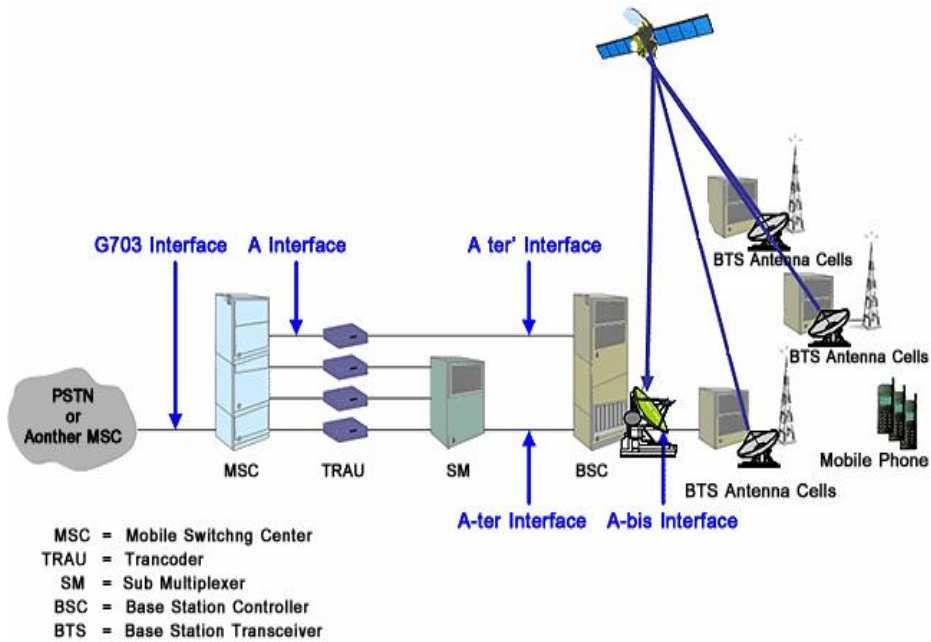 G703 Interface
A Interface
A ter' Interface
BTS Antenna Cells
BTS Antenna Cells
PSTN
or
Aonther MSC
MSC
TRAU
SM
BSC
BTS Antenna Cells
Mobile Phone
A-ter Interface
A-bis Interface
MSC = Mobile Switchng Center
TRAU = Trancoder
SM = Sub Multiplexer
BSC = Base Station Controller
BTS = Base Station Transceiver